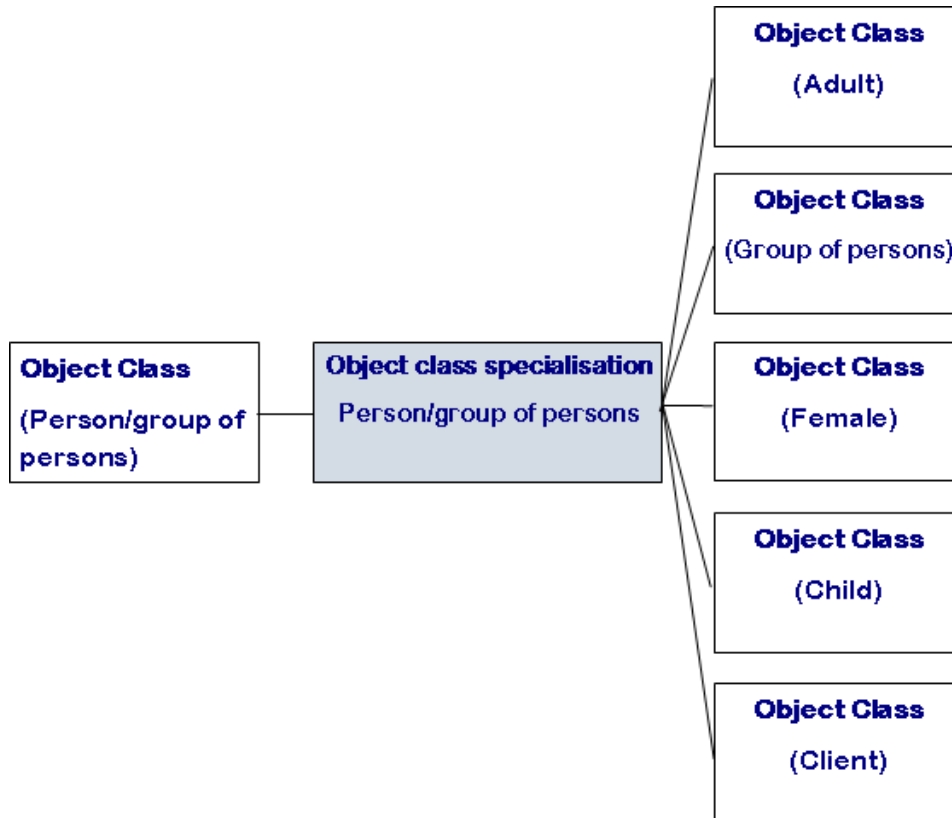 Object Class
(Adult)
Object Class
(Group of persons)
Object Class
(Person/group of
persons)
Object class specialisation
Person/group of persons
Object Class
(Female)
Object Class
(Child)
Object Class
(Client)